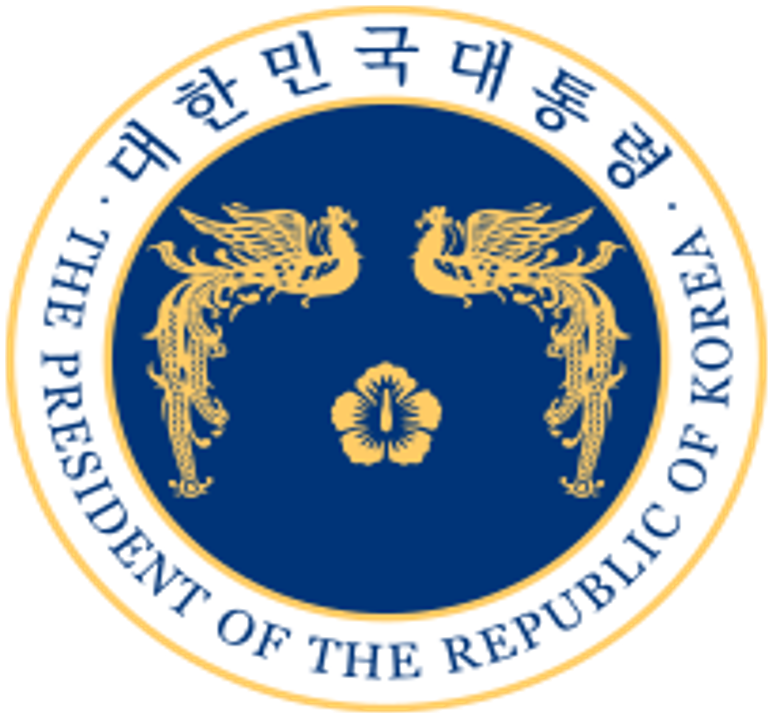 대한민국대통령
THE PRESIDENT OF THE REPUBLIC OF KOREA